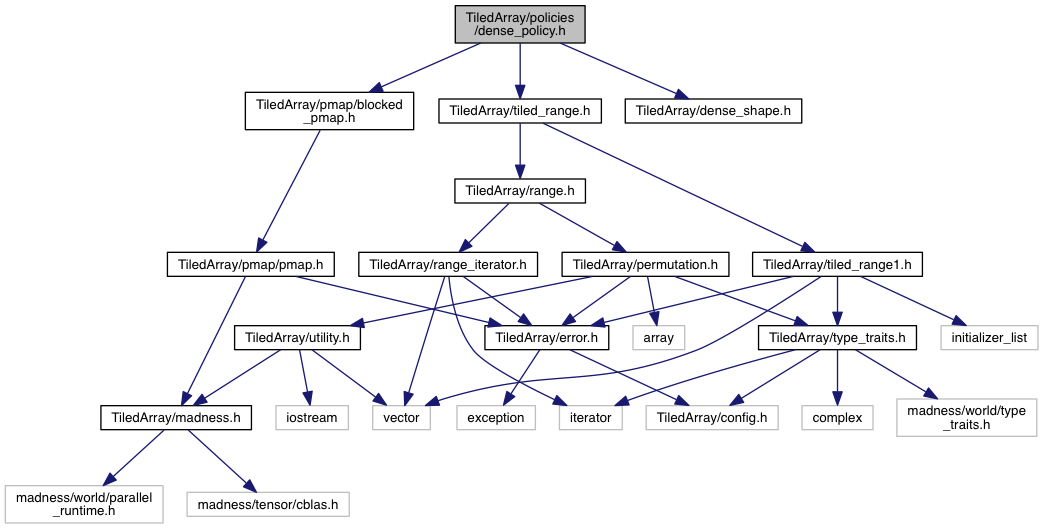 TiledArray/policies
/dense_policy.h
TiledArray/pmap/blocked
_pmap.h
TiledArray/tiled_range.h
TiledArray/dense_shape.h
TiledArray/range.h
TiledArray/pmap/pmap.h
TiledArray/range_iterator.h
TiledArray/permutation.h
TiledArray/tiled_range1.h
TiledArray/utility.h
TiledArray/error.h
array
TiledArray/type_traits.h
initializer_list
TiledArray/madness.h
iostream
vector
exception
iterator
TiledArray/config.h
complex
madness/world/type
_traits.h
madness/world/parallel
_runtime.h
madness/tensor/cblas.h